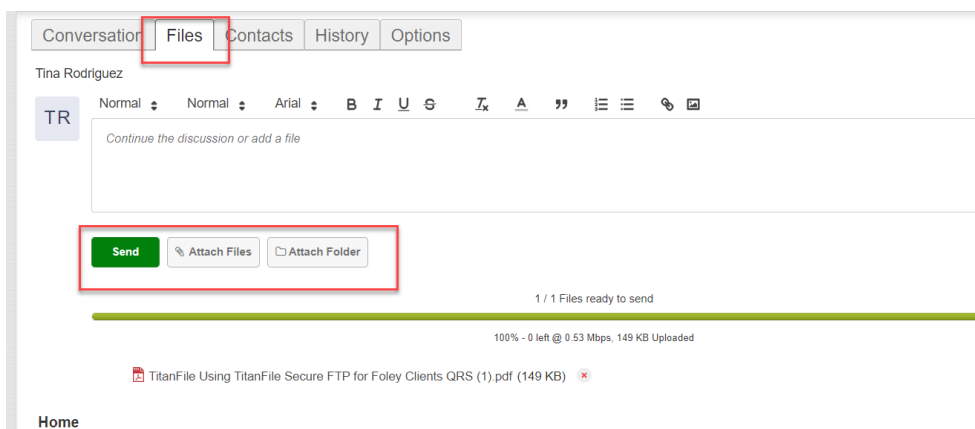 Conversation Files Contacts History Options
Tina Rodriguez
TR
Normal Normal Arial B I U S Tx A
Continue the discussion or add a file
Send Attach Files Attach Folder
1 / 1 Files ready to send
100% - 0 left @ 0.53 Mbps, 149 KB Uploaded
TitanFile Using TitanFile Secure FTP for Foley Clients QRS (1).pdf (149 KB)
Home